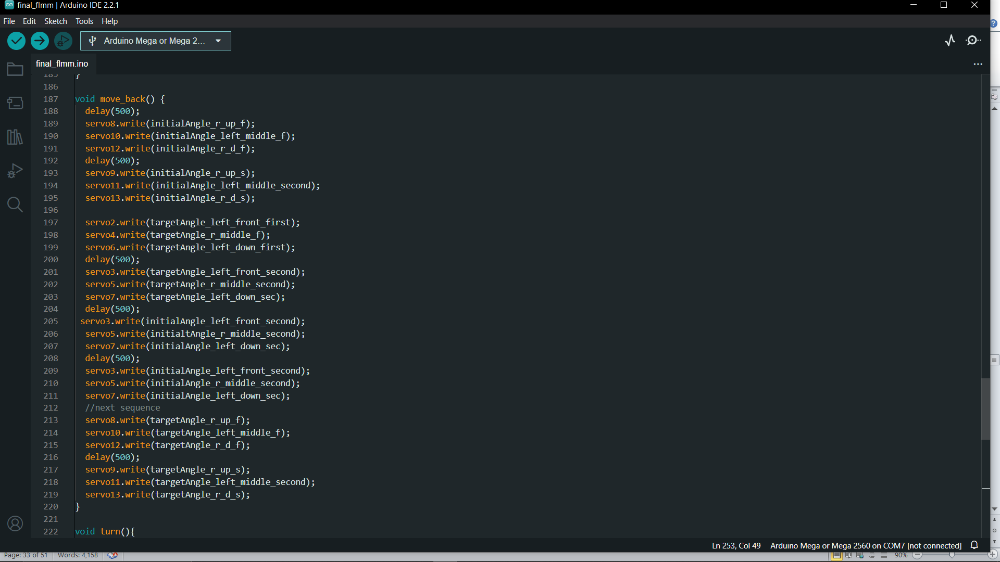 final_flmm | Arduino IDE 2.2.1
File Edit Sketch Tools Help
Arduino Mega or Mega 2...
final_flmm.ino
185 }
186
187 void move_back() {
188 delay(500);
189 servo8.write(initialAngle_r_up_f);
190 servo10.write(initialAngle_left_middle_f);
191 servo12.write(initialAngle_r_d_f);
192 delay(500);
193 servo9.write(initialAngle_r_up_s);
194 servo11.write(initialAngle_left_middle_second);
195 servo13.write(initialAngle_r_d_s);
196
197 servo2.write(targetAngle_left_front_first);
198 servo4.write(targetAngle_r_middle_f);
199 servo6.write(targetAngle_left_down_first);
200 delay(500);
201 servo3.write(targetAngle_left_front_second);
202 servo5.write(targetAngle_r_middle_second);
203 servo7.write(targetAngle_left_down_sec);
204 delay(500);
205 servo3.write(initialAngle_left_front_second);
206 servo5.write(initialtAngle_r_middle_second);
207 servo7.write(initialAngle_left_down_sec);
208 delay(500);
209 servo3.write(initialAngle_left_front_second);
210 servo5.write(initialAngle_r_middle_second);
211 servo7.write(initialAngle_left_down_sec);
212 //next sequence
213 servo8.write(targetAngle_r_up_f);
214 servo10.write(targetAngle_left_middle_f);
215 servo12.write(targetAngle_r_d_f);
216 delay(500);
217 servo9.write(targetAngle_r_up_s);
218 servo11.write(targetAngle_left_middle_second);
219 servo13.write(targetAngle_r_d_s);
220 }
221
222 void turn(){
Ln 253, Col 49 Arduino Mega or Mega 2560 on COM7 [not connected]
Page: 33 of 51 Words: 4,158 90%